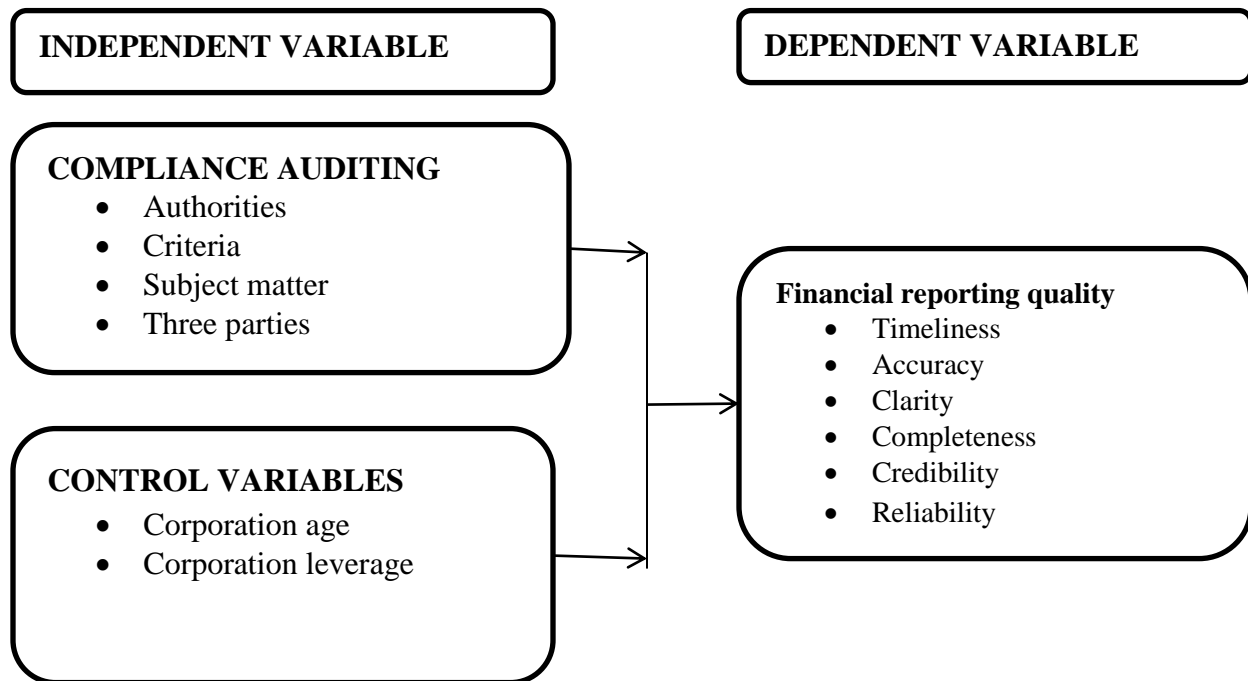 INDEPENDENT VARIABLE
DEPENDENT VARIABLE
COMPLIANCE AUDITING
• Authorities
• Criteria
• Subject matter
• Three parties
CONTROL VARIABLES
• Corporation age
• Corporation leverage
Financial reporting quality
• Timeliness
• Accuracy
• Clarity
• Completeness
• Credibility
• Reliability